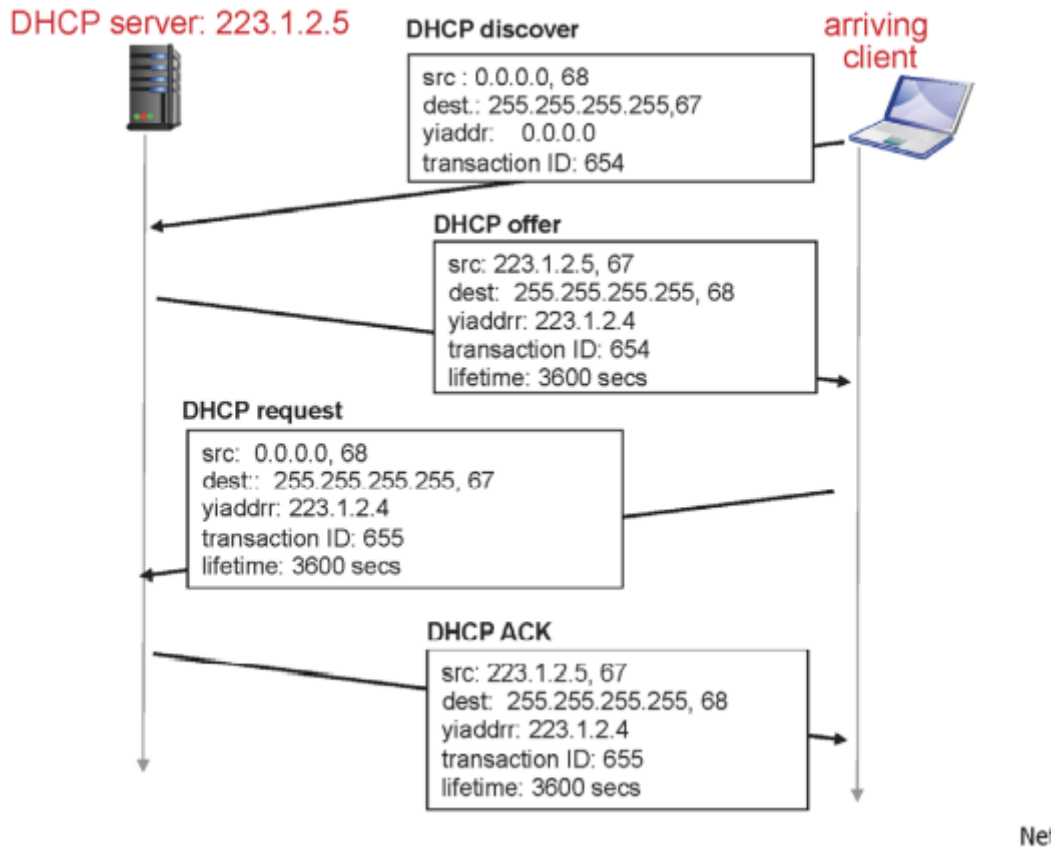 DHCP server: 223.1.2.5
DHCP discover
arriving
client
src : 0.0.0.0, 68
dest.: 255.255.255.255,67
yiaddr: 0.0.0.0
transaction ID: 654
DHCP offer
src: 223.1.2.5, 67
dest: 255.255.255.255, 68
yiaddrr: 223.1.2.4
transaction ID: 654
lifetime: 3600 secs
DHCP request
src: 0.0.0.0, 68
dest:: 255.255.255.255, 67
yiaddrr: 223.1.2.4
transaction ID: 655
lifetime: 3600 secs
DHCP ACK
src: 223.1.2.5, 67
dest: 255.255.255.255, 68
yiaddrr: 223.1.2.4
transaction ID: 655
lifetime: 3600 secs